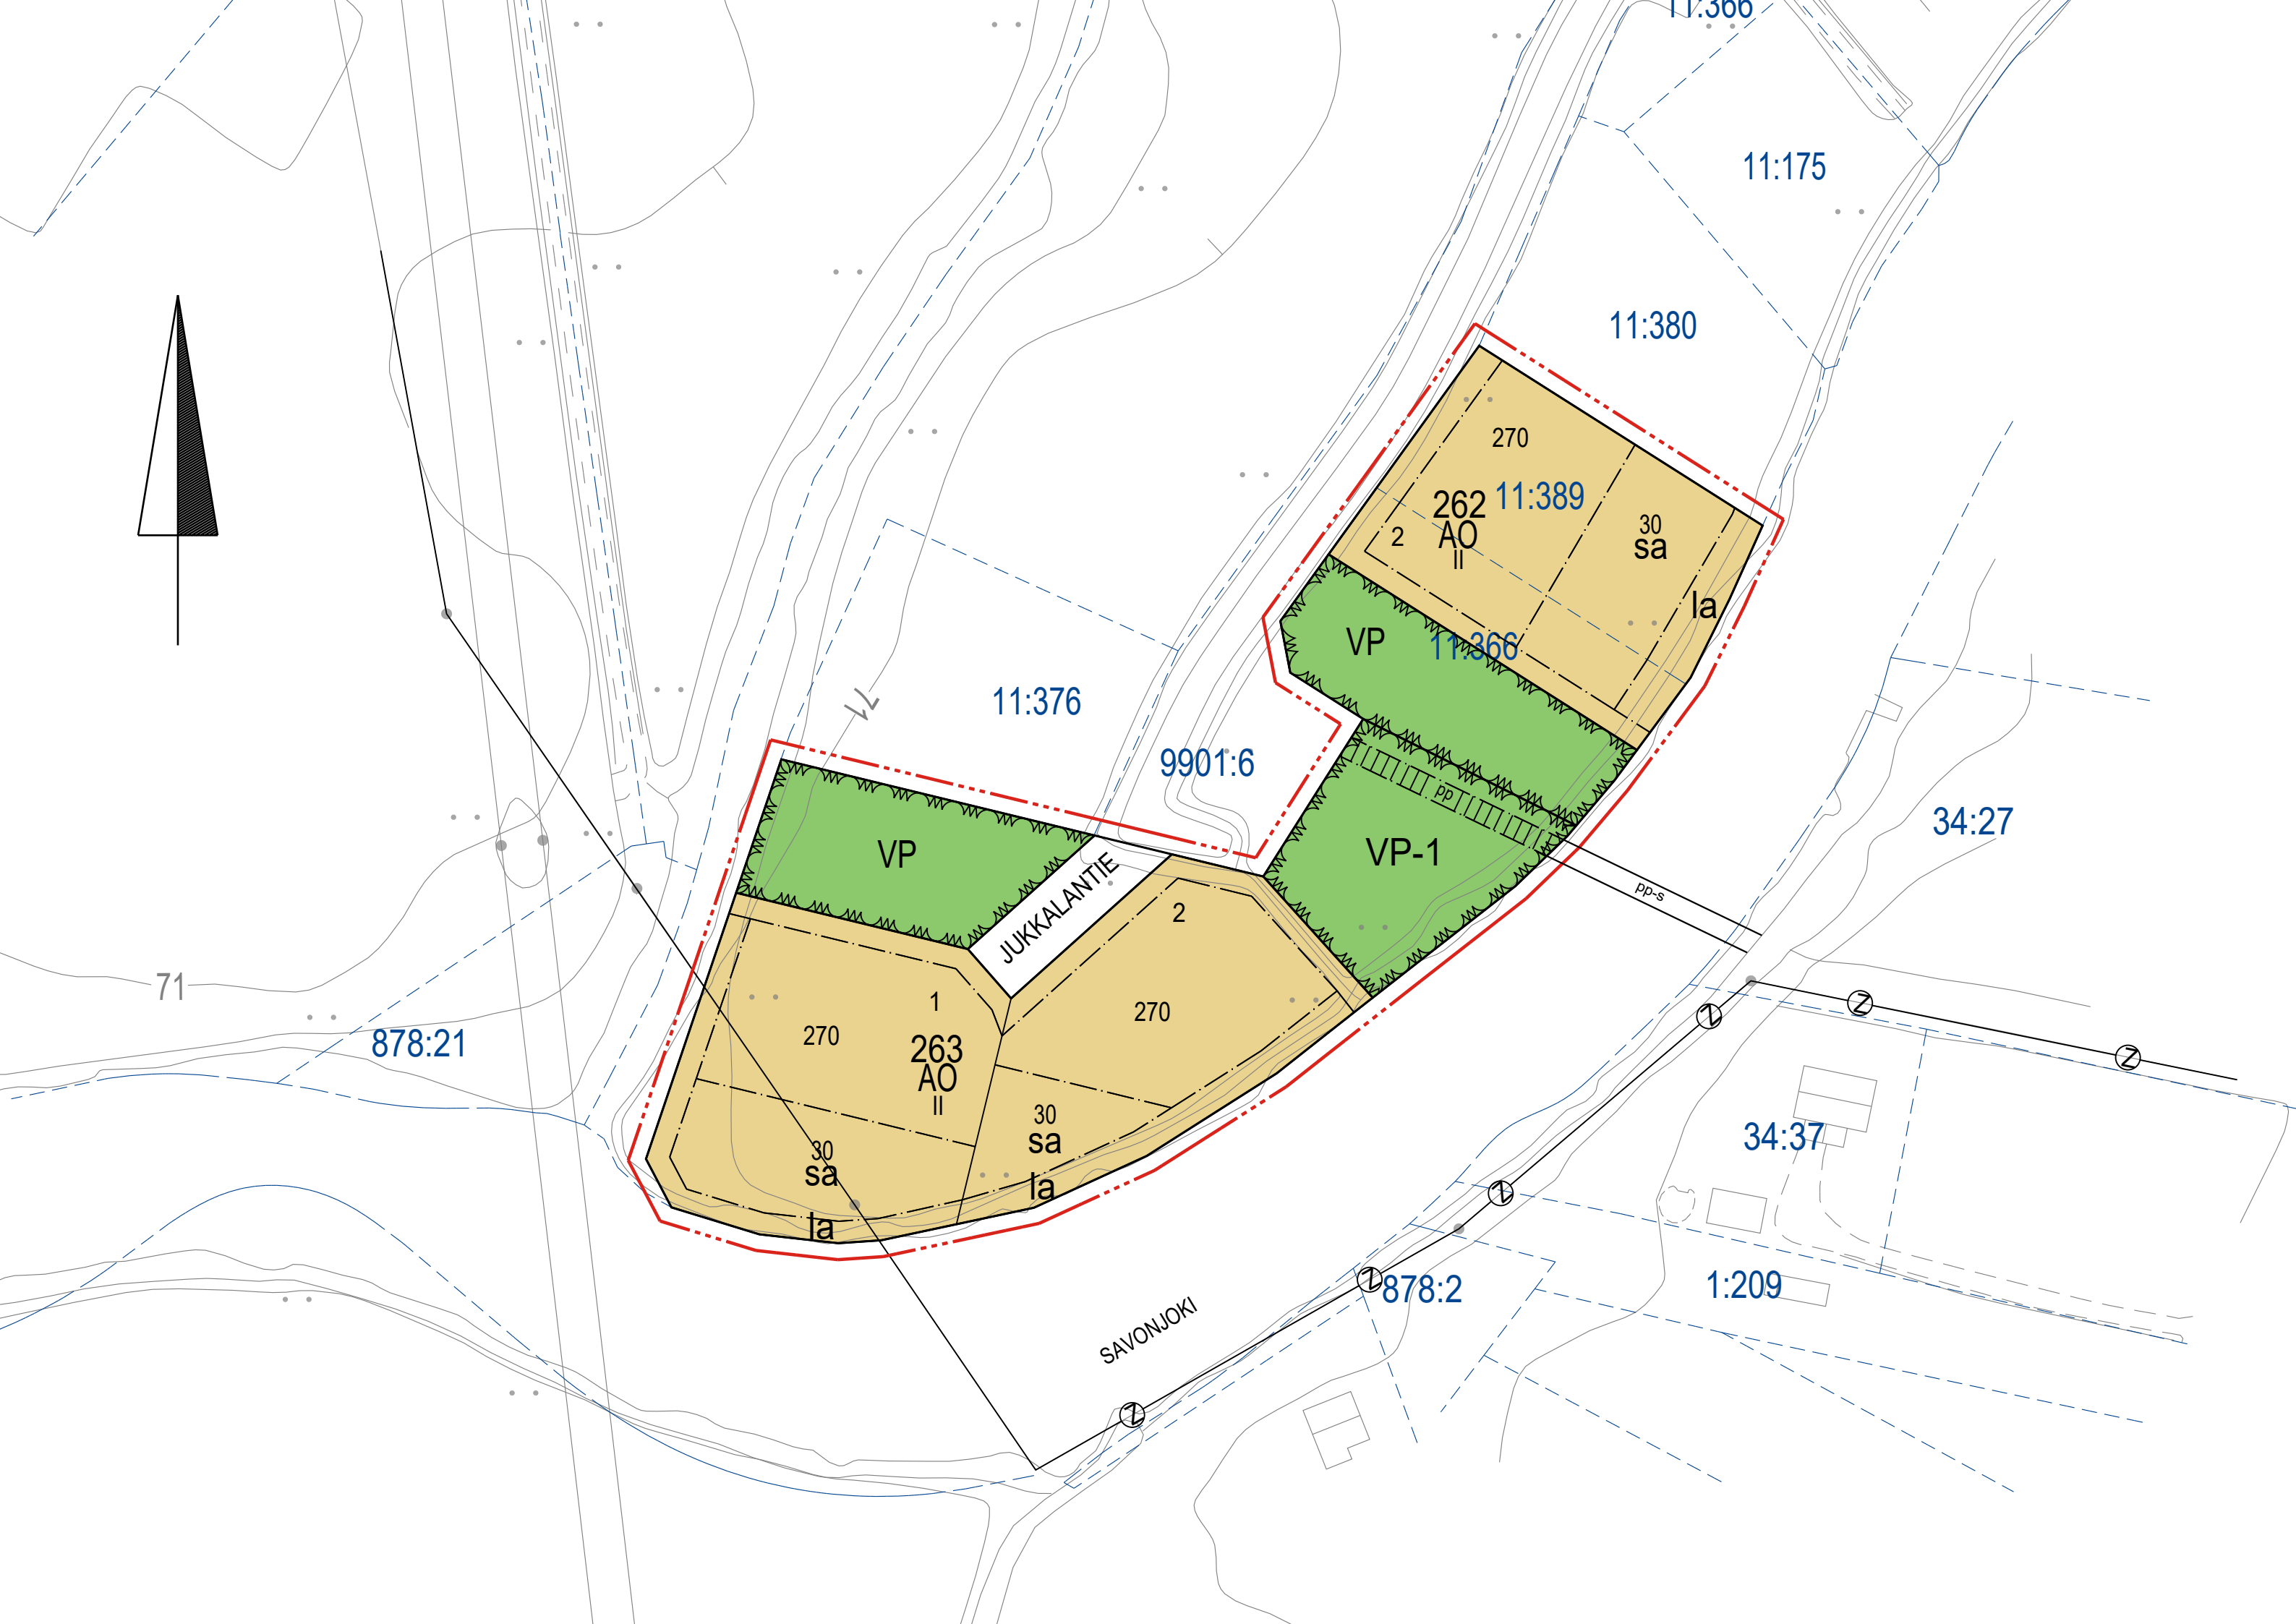 11:366
11:175
11:380
270
11:389
262
30
2
AO
sa
II
la
VP
11:366
11:376
9901:6
pp
34:27
VP
VP-1
JUKKALANTIE
pp-s
2
71
1
270
270
Z
Z
Z
878:21
263
AO
II
30
sa
34:37
30
sa
la
Z
la
Z
878:2
1:209
SAVONJOKI
Z